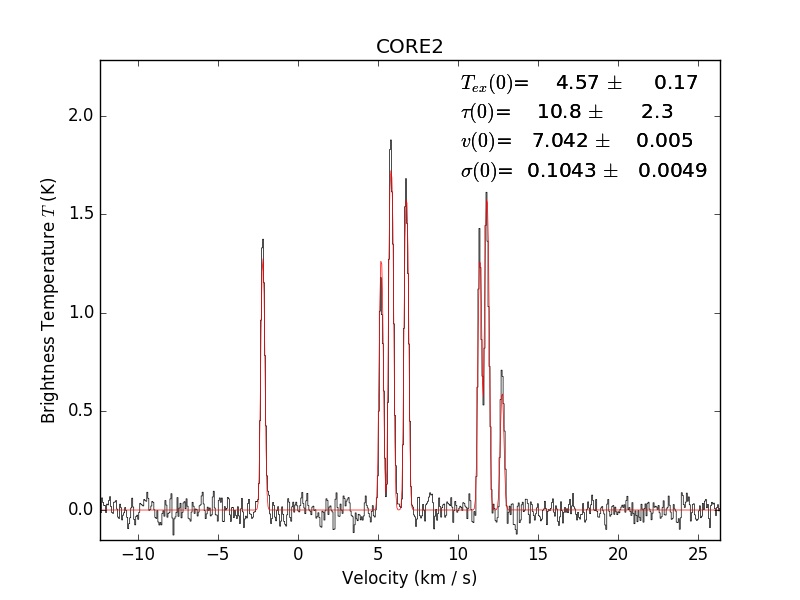 CORE2
T_ex(0)= 4.57 ± 0.17
τ(0)= 10.8 ± 2.3
v(0)= 7.042 ± 0.005
σ(0)= 0.1043 ± 0.0049
Brightness Temperature T (K)
2.0
1.5
1.0
0.5
0.0
−10 −5 0 5 10 15 20 25
Velocity (km / s)